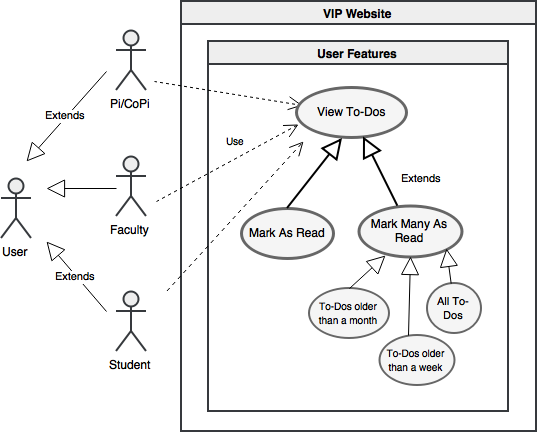 VIP Website
User Features
Pi/CoPi
View To-Dos
Extends
Use
Extends
Faculty
User
Mark As Read
Mark Many As
Read
Extends
To-Dos older
than a month
All To-
Dos
Student
To-Dos older
than a week